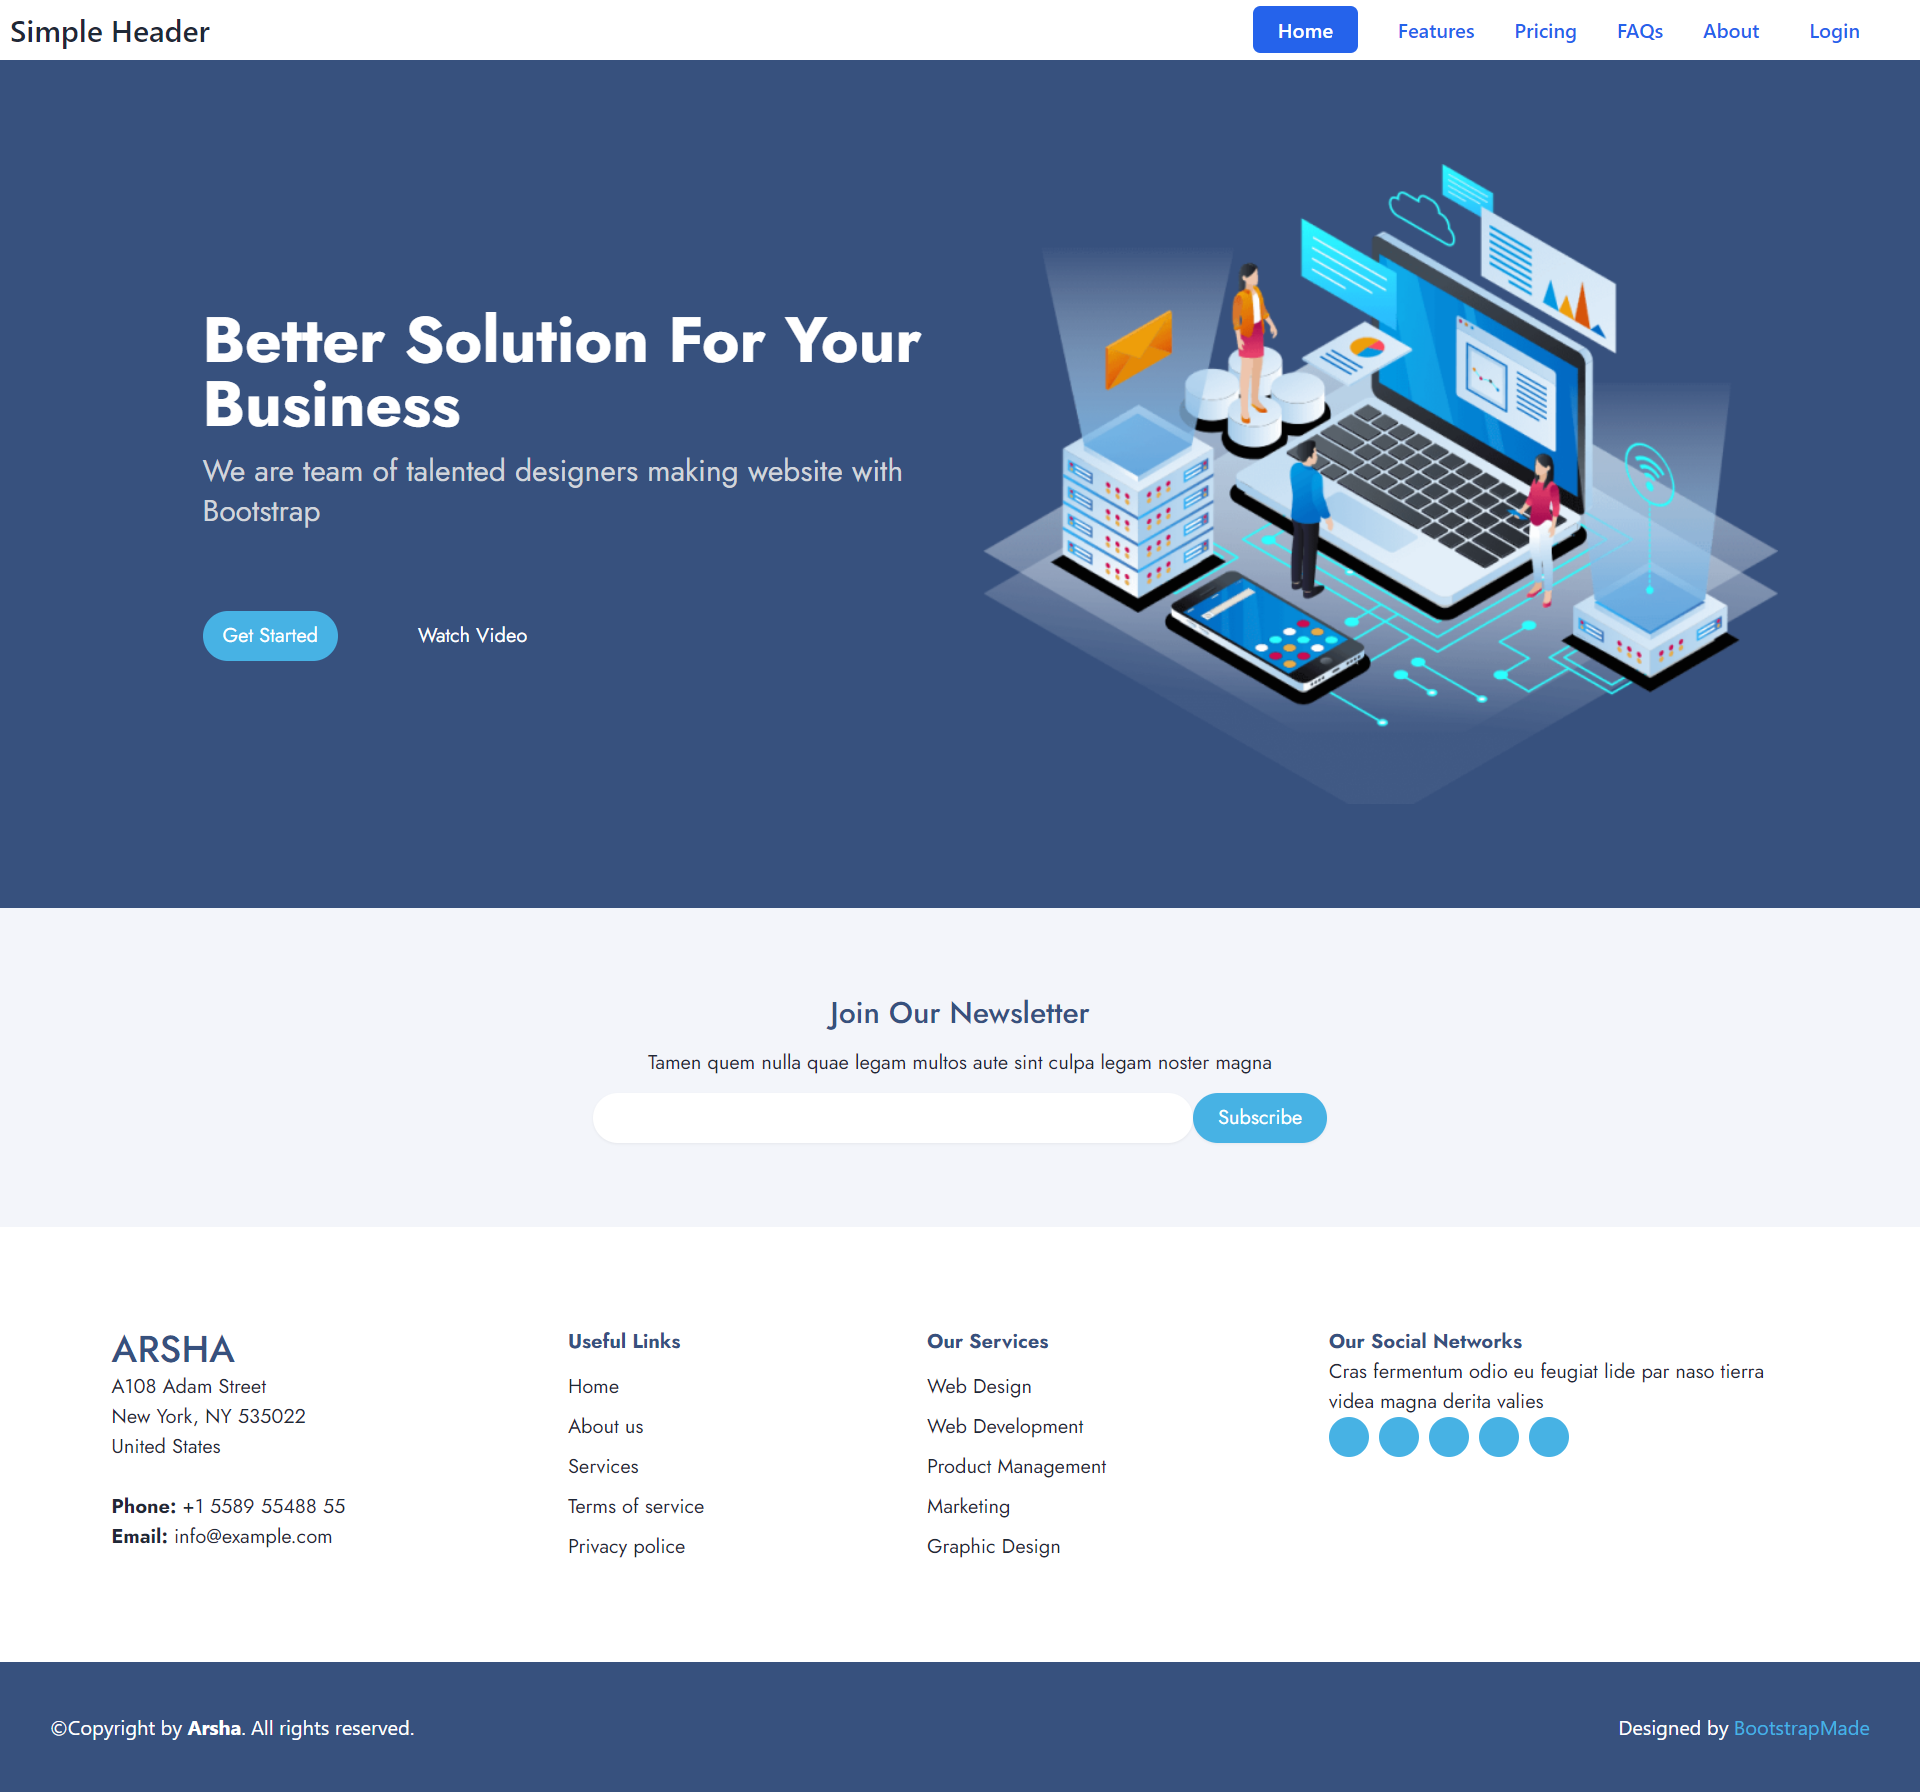 Simple Header
Home Features Pricing FAQs About Login
Better Solution For Your
Business
We are team of talented designers making website with
Bootstrap
Get Started Watch Video
Join Our Newsletter
Tamen quem nulla quae legam multos aute sint culpa legam noster magna
Subscribe
ARSHA
A108 Adam Street
New York, NY 535022
United States
Phone: +1 5589 55488 55
Email: info@example.com
Useful Links
Home
About us
Services
Terms of service
Privacy police
Our Services
Web Design
Web Development
Product Management
Marketing
Graphic Design
Our Social Networks
Cras fermentum odio eu feugiat lide par naso tierra
videa magna derita valies
©Copyright by Arsha. All rights reserved.
Designed by BootstrapMade